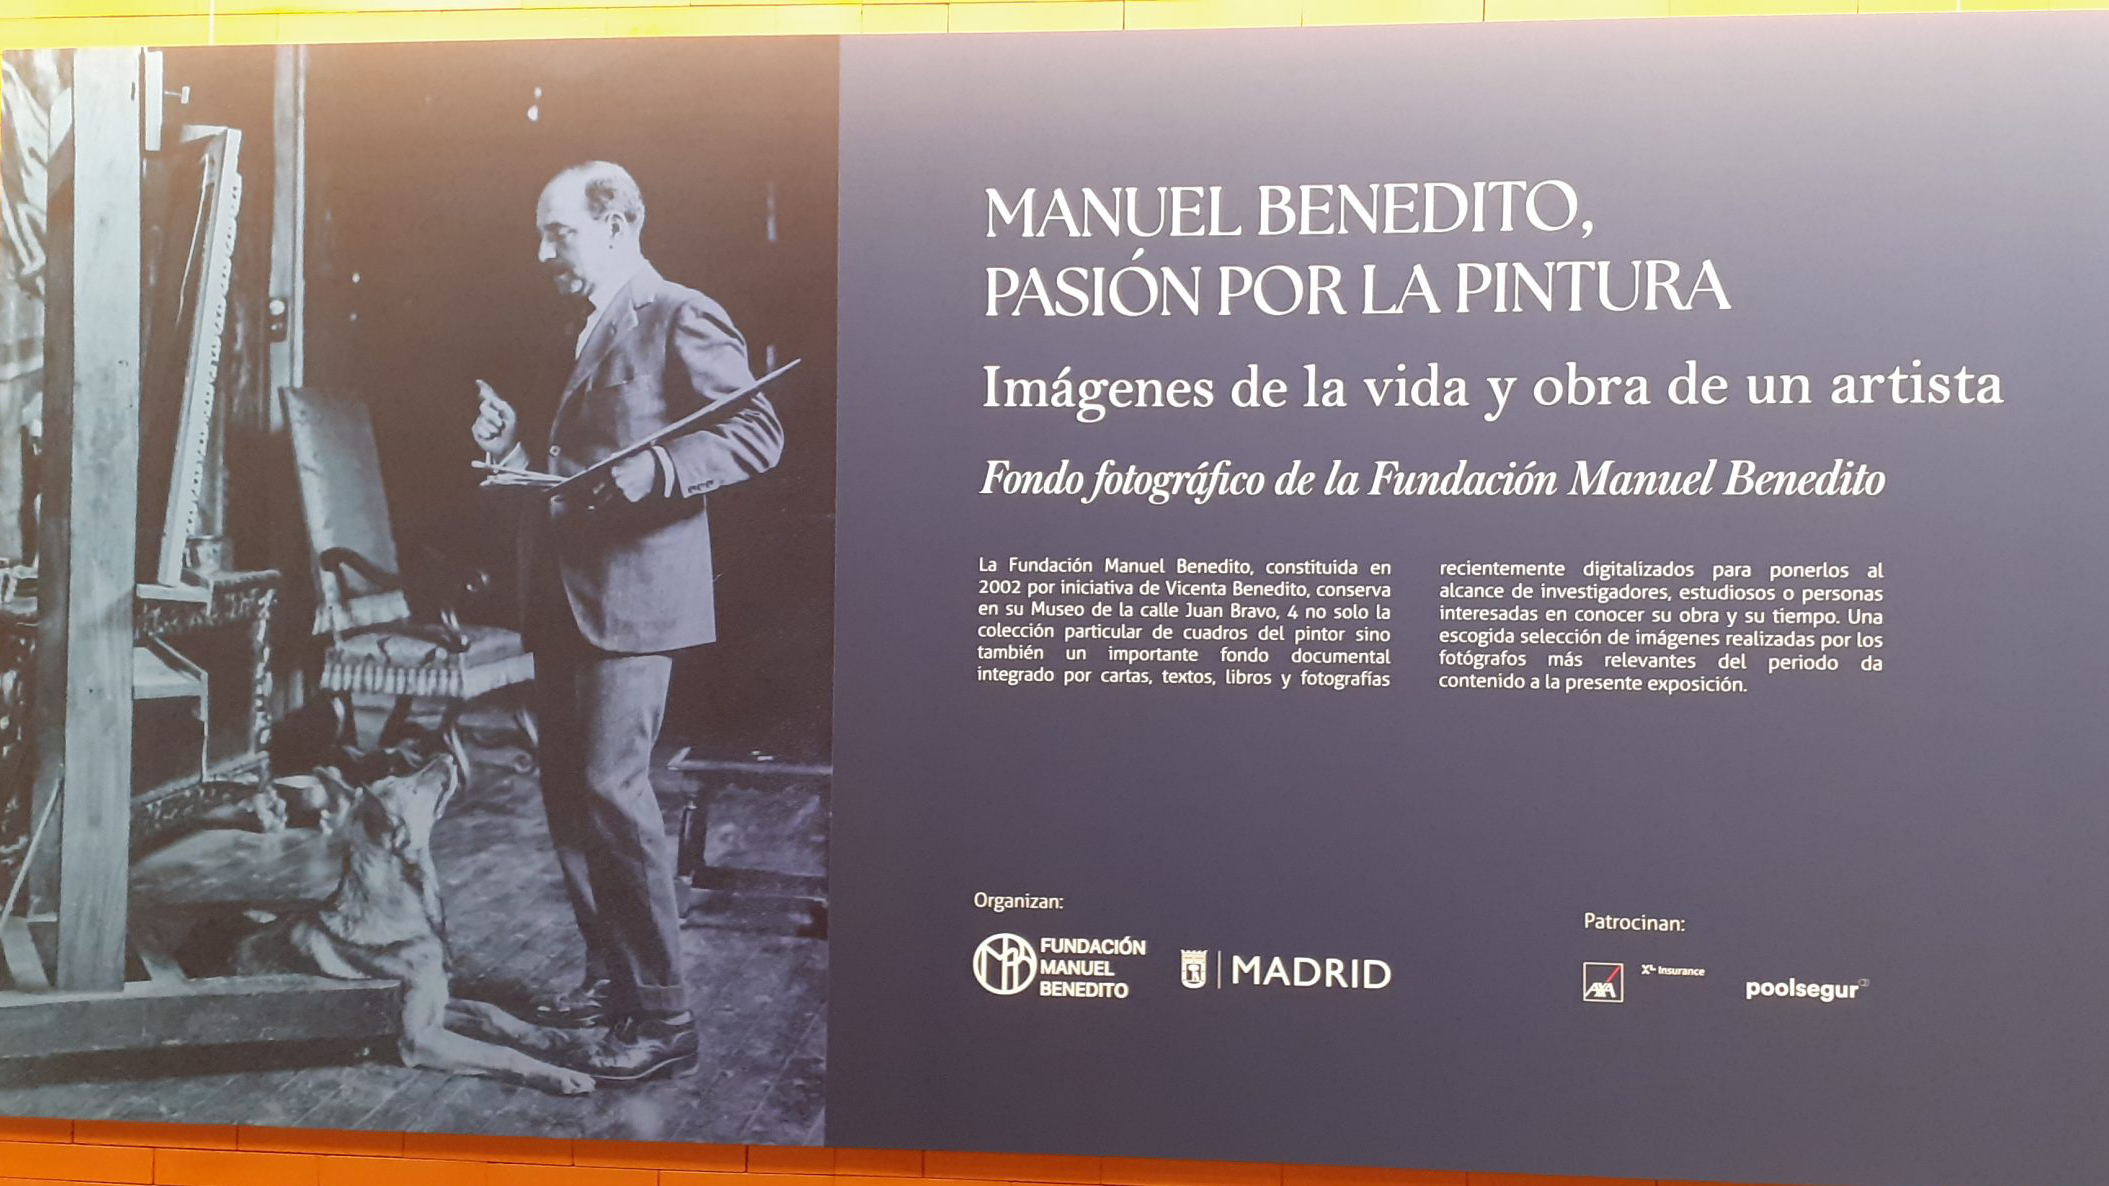 MANUEL BENEDITO,
PASIÓN POR LA PINTURA
Imágenes de la vida y obra de un artista
Fondo fotográfico de la Fundación Manuel Benedito
La Fundación Manuel Benedito, constituida en
2002 por iniciativa de Vicenta Benedito, conserva
en su Museo de la calle Juan Bravo, 4 no solo la
colección particular de cuadros del pintor sino
también un importante fondo documental
integrado por cartas, textos, libros y fotografías
recientemente digitalizados para ponerlos al
alcance de investigadores, estudiosos o personas
interesadas en conocer su obra y su tiempo. Una
escogida selección de imágenes realizadas por los
fotógrafos más relevantes del periodo da
contenido a la presente exposición.
Organizan:
FUNDACIÓN
MANUEL
BENEDITO
MADRID
Patrocinan:
AXA
XL Insurance
poolsegur